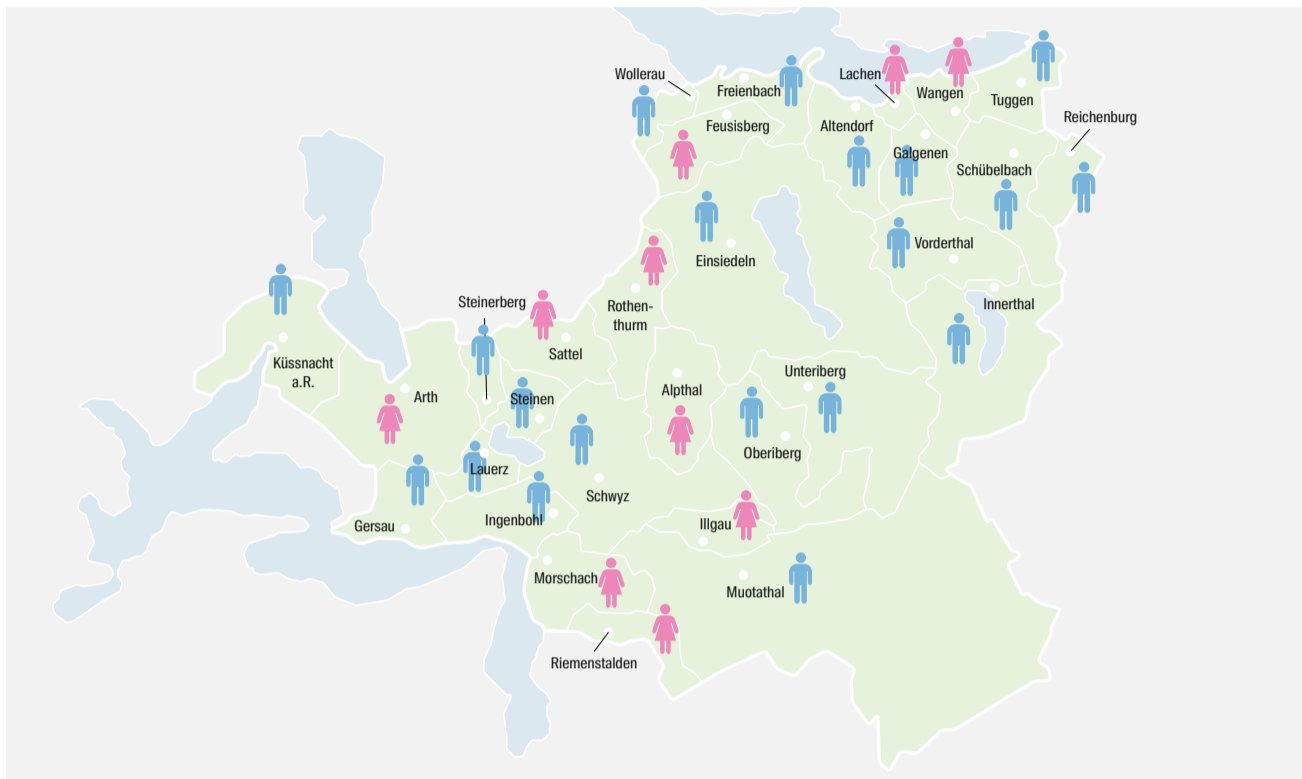 Wollerau
Freienbach
Lachen
Wangen
Tuggen
Feusisberg
Altendorf
Reichenburg
Galgenen
Schübelbach
Einsiedeln
Vorderthal
Innerthal
Rothen-
thurm
Steinerberg
Sattel
Küssnacht
a.R.
Arth
Steinen
Alpthal
Unteriberg
Oberiberg
Lauerz
Schwyz
Gersau
Ingenbohl
Illgau
Morschach
Muotathal
Riemenstalden